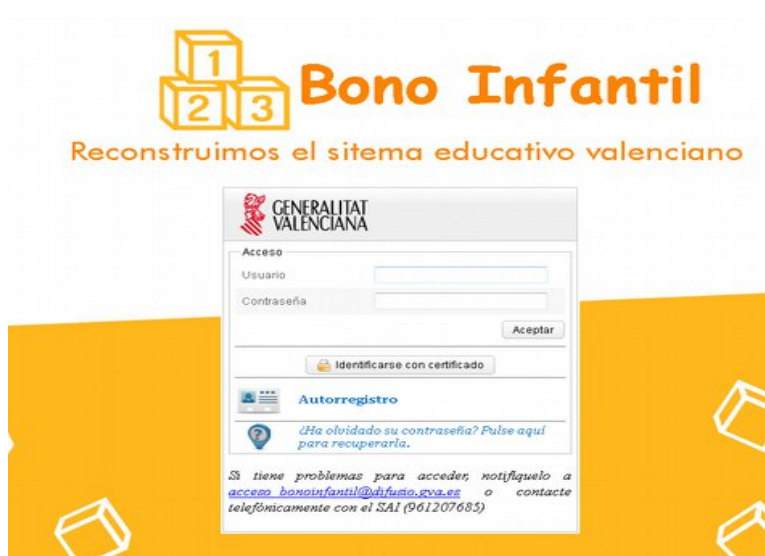 1
2 3
Bono Infantil
Reconstruimos el sitema educativo valenciano
GENERALITAT
VALENCIANA
Acceso
Usuario
Contraseña
Aceptar
Identificarse con certificado
Autorregistro
¿Ha olvidado su contraseña? Pulse aquí
para recuperarla.
Si tiene problemas para acceder, notifíquelo a
acceso_bonoinfantil@difusio.gva.es o contacte
telefónicamente con el SAI (961207685)